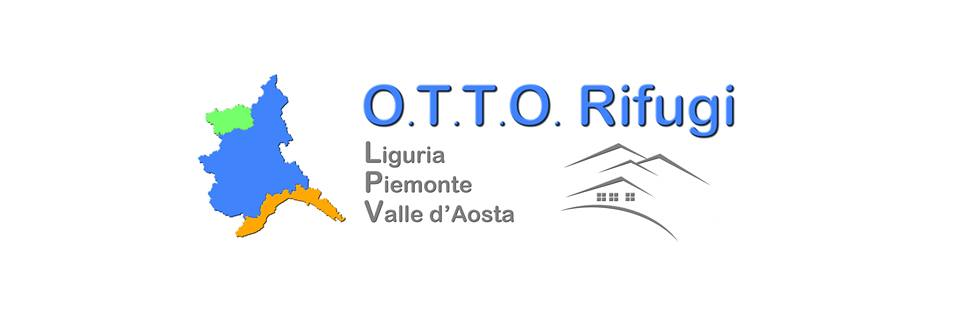 O.T.T.O. Rifugi
Liguria
Piemonte
Valle d'Aosta